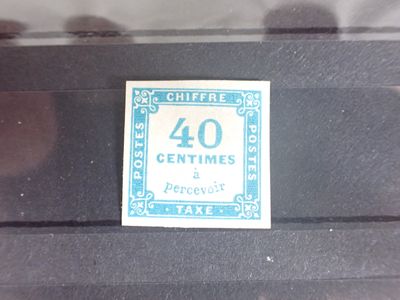 CHIFFRE
POSTES
40
CENTIMES
à
percevoir
POSTES
· TAXE ·